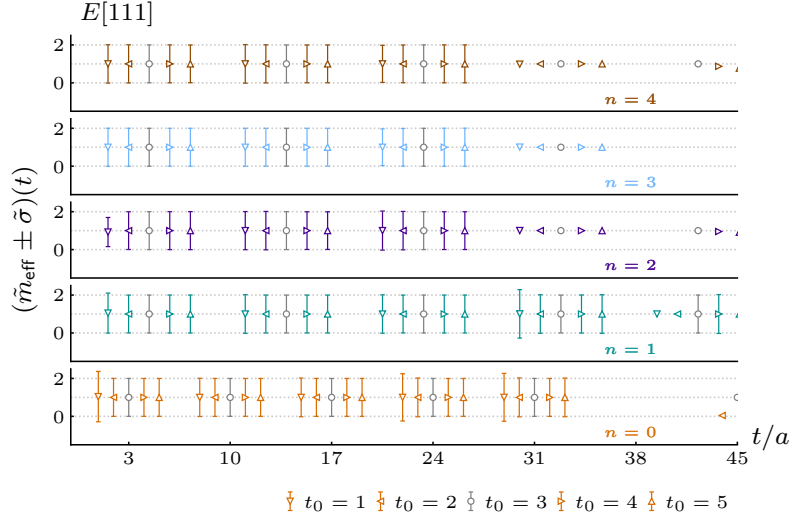 E[111]
(m̃_eff ± σ̃)(t)
2
0
n = 4
2
0
n = 3
2
0
n = 2
2
0
n = 1
2
0
n = 0
3 10 17 24 31 38 45
t/a
t₀ = 1 t₀ = 2 t₀ = 3 t₀ = 4 t₀ = 5